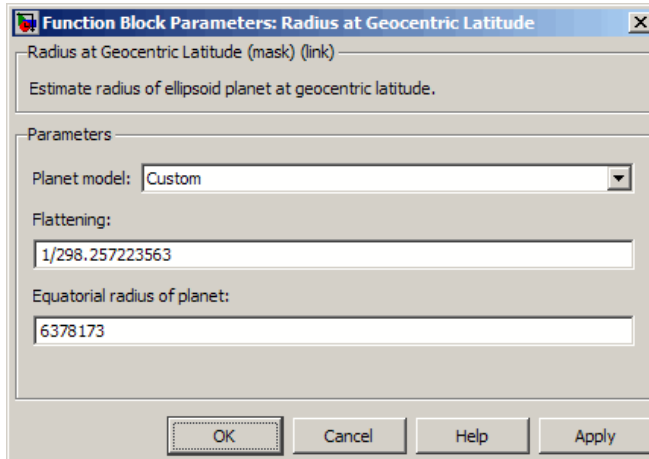 Function Block Parameters: Radius at Geocentric Latitude
Radius at Geocentric Latitude (mask) (link)
Estimate radius of ellipsoid planet at geocentric latitude.
Parameters
Planet model: Custom
Flattening:
1/298.257223563
Equatorial radius of planet:
6378173
OK Cancel Help Apply